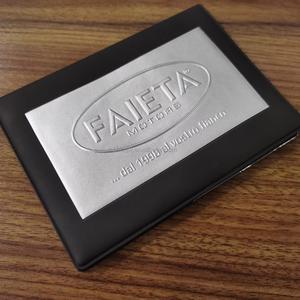 FAIETA
MOTORS
...dal 1998 al vostro fianco